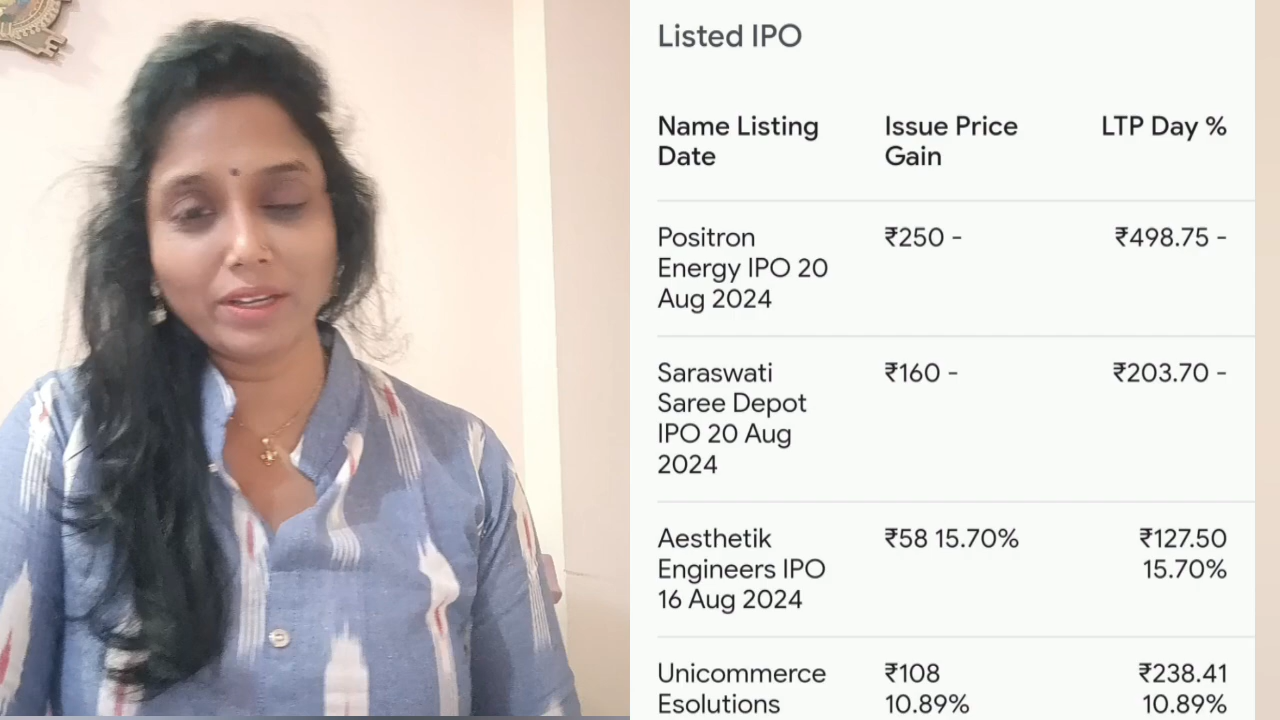 Listed IPO
Name Listing Issue Price LTP Day %
Date Gain
Positron ₹250 - ₹498.75 -
Energy IPO 20
Aug 2024
Saraswati ₹160 - ₹203.70 -
Saree Depot
IPO 20 Aug
2024
Aesthetik ₹58 15.70% ₹127.50
Engineers IPO 15.70%
16 Aug 2024
Unicommerce ₹108 ₹238.41
Esolutions 10.89% 10.89%